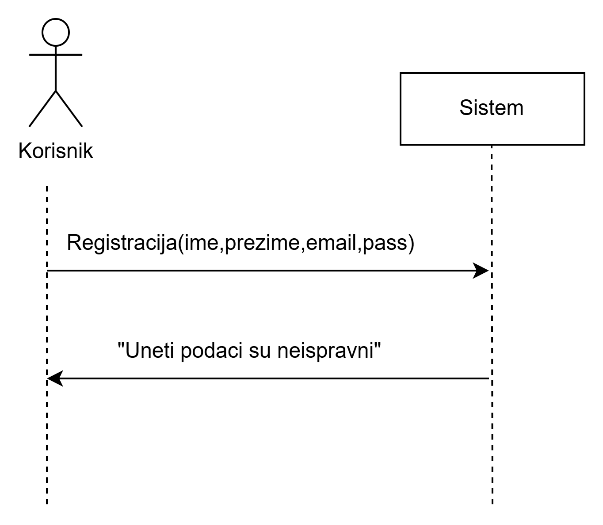 Sistem
Korisnik
Registracija(ime,prezime,email,pass)
"Uneti podaci su neispravni"